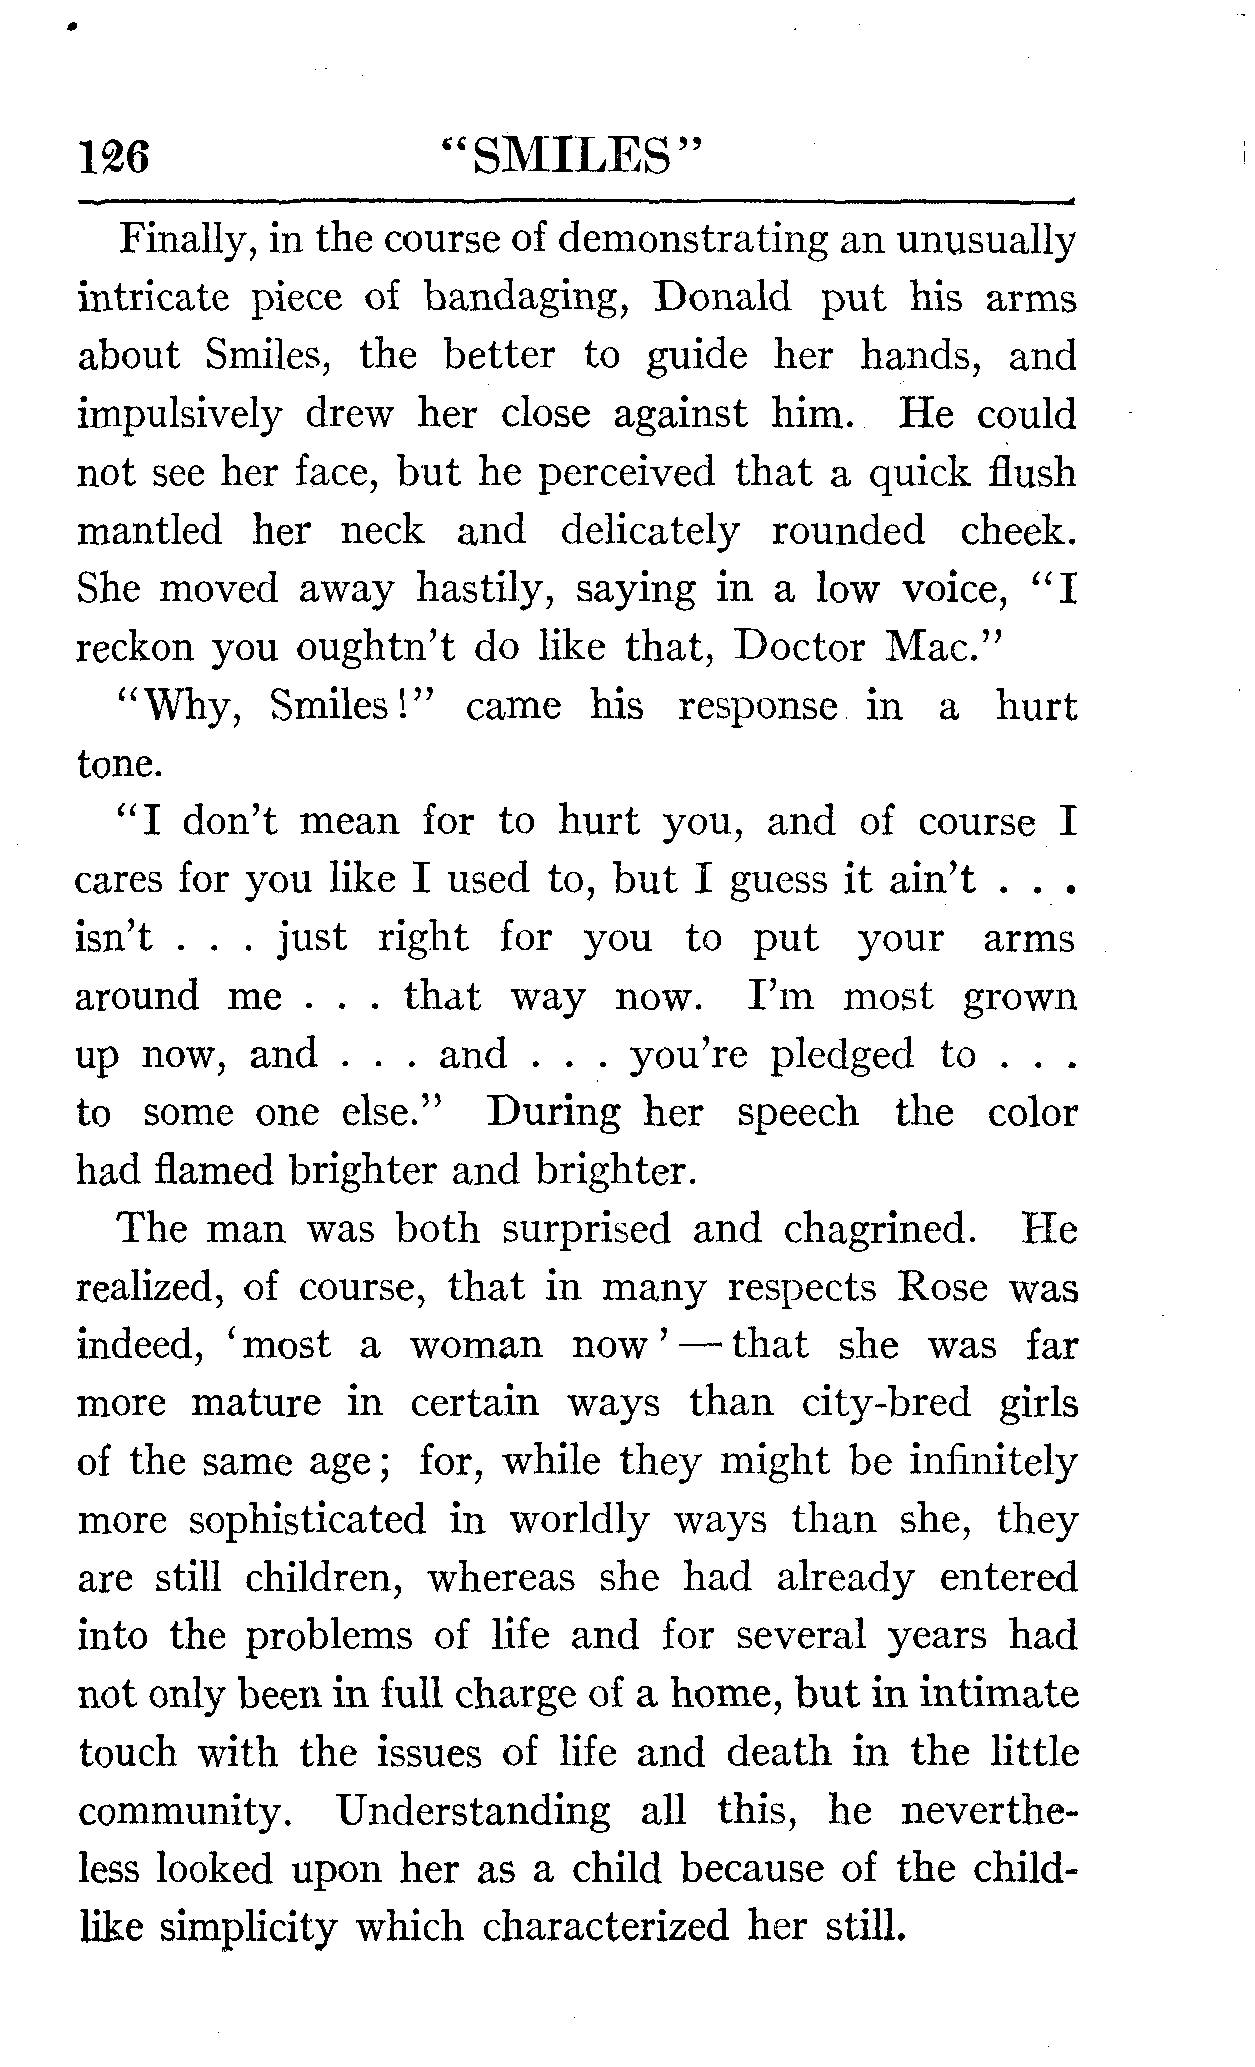 126 "SMILES"
Finally, in the course of demonstrating an unusually
intricate piece of bandaging, Donald put his arms
about Smiles, the better to guide her hands, and
impulsively drew her close against him. He could
not see her face, but he perceived that a quick flush
mantled her neck and delicately rounded cheek.
She moved away hastily, saying in a low voice, "I
reckon you oughtn't do like that, Doctor Mac."
"Why, Smiles!" came his response in a hurt
tone.
"I don't mean for to hurt you, and of course I
cares for you like I used to, but I guess it ain't . . .
isn't . . . just right for you to put your arms
around me . . . that way now. I'm most grown
up now, and . . . and . . . you're pledged to . . .
to some one else." During her speech the color
had flamed brighter and brighter.
The man was both surprised and chagrined. He
realized, of course, that in many respects Rose was
indeed, 'most a woman now' — that she was far
more mature in certain ways than city-bred girls
of the same age; for, while they might be infinitely
more sophisticated in worldly ways than she, they
are still children, whereas she had already entered
into the problems of life and for several years had
not only been in full charge of a home, but in intimate
touch with the issues of life and death in the little
community. Understanding all this, he neverthe-
less looked upon her as a child because of the child-
like simplicity which characterized her still.